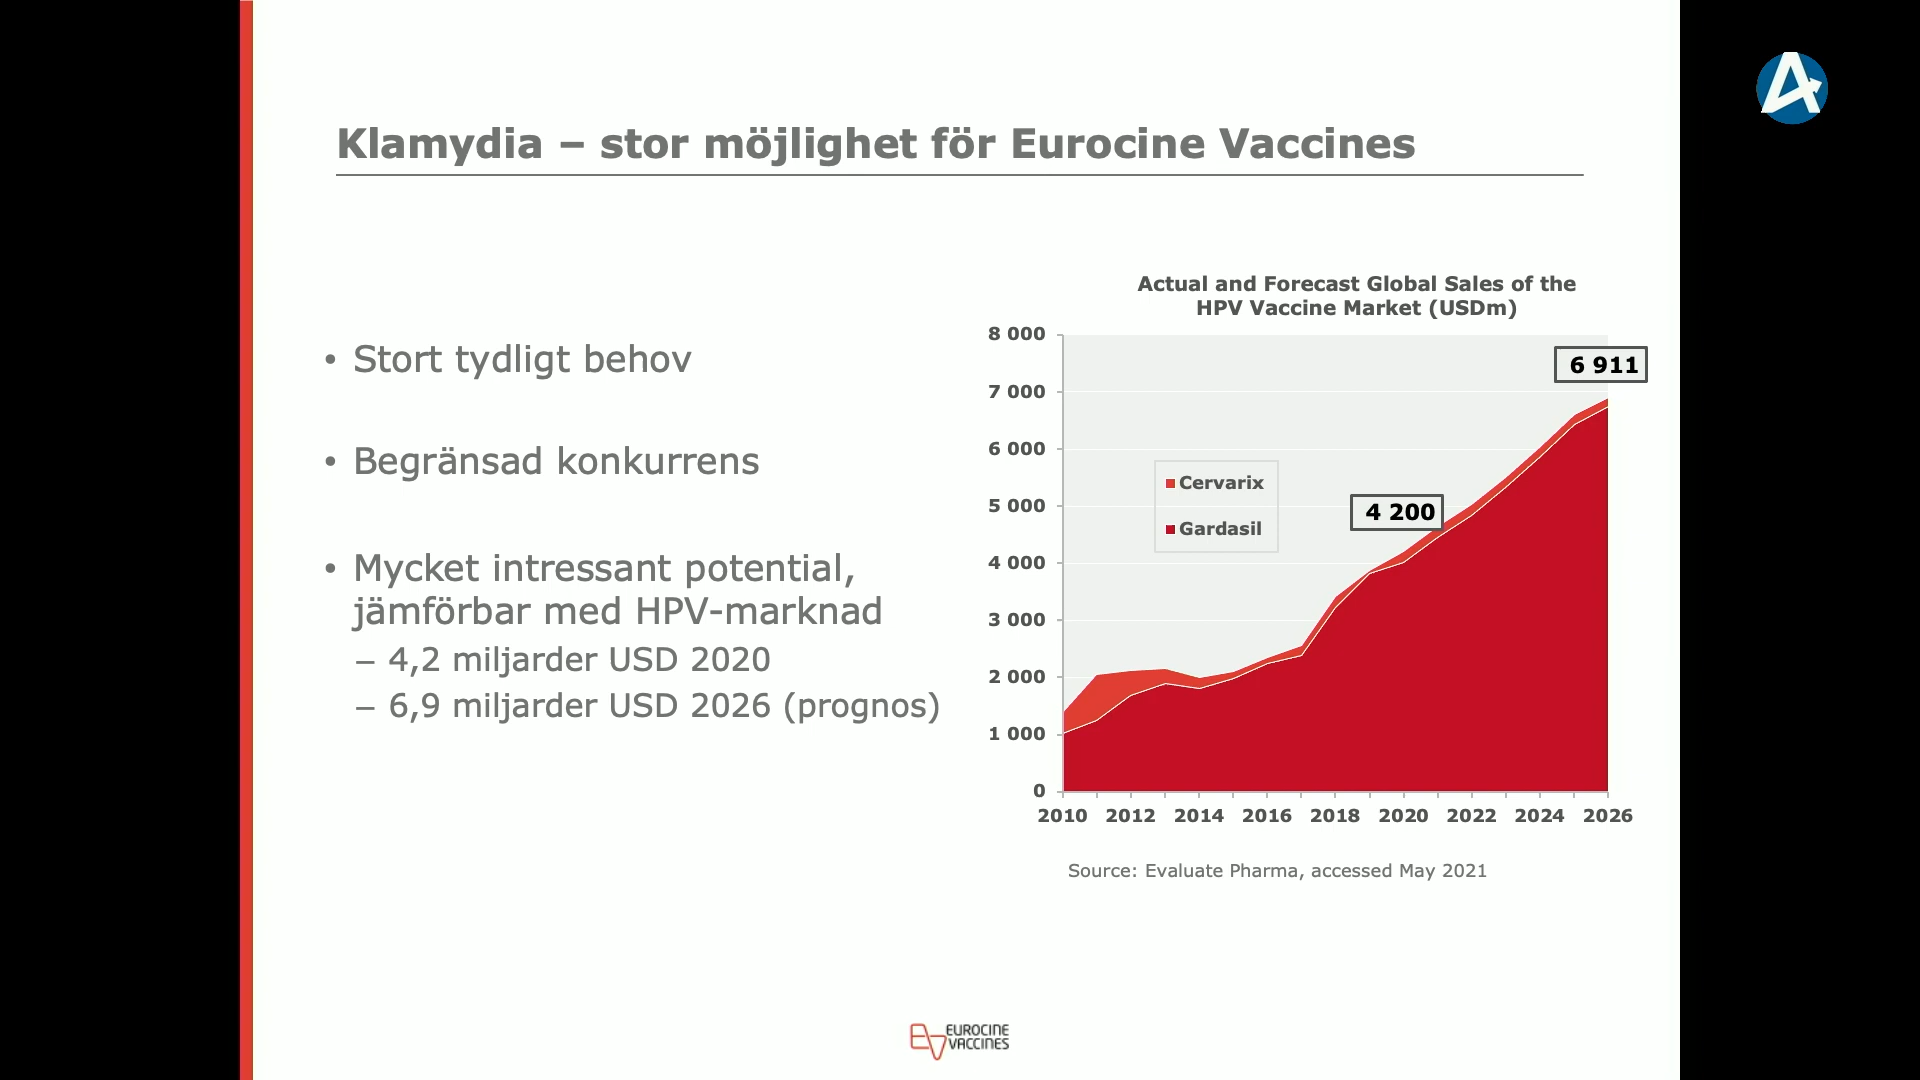 Klamydia – stor möjlighet för Eurocine Vaccines
• Stort tydligt behov
• Begränsad konkurrens
• Mycket intressant potential,
jämförbar med HPV-marknad
– 4,2 miljarder USD 2020
– 6,9 miljarder USD 2026 (prognos)
Actual and Forecast Global Sales of the
HPV Vaccine Market (USDm)
8 000
7 000
6 000
5 000
4 000
3 000
2 000
1 000
0
6 911
4 200
Cervarix
Gardasil
2010 2012 2014 2016 2018 2020 2022 2024 2026
Source: Evaluate Pharma, accessed May 2021
EUROCINE
VACCINES